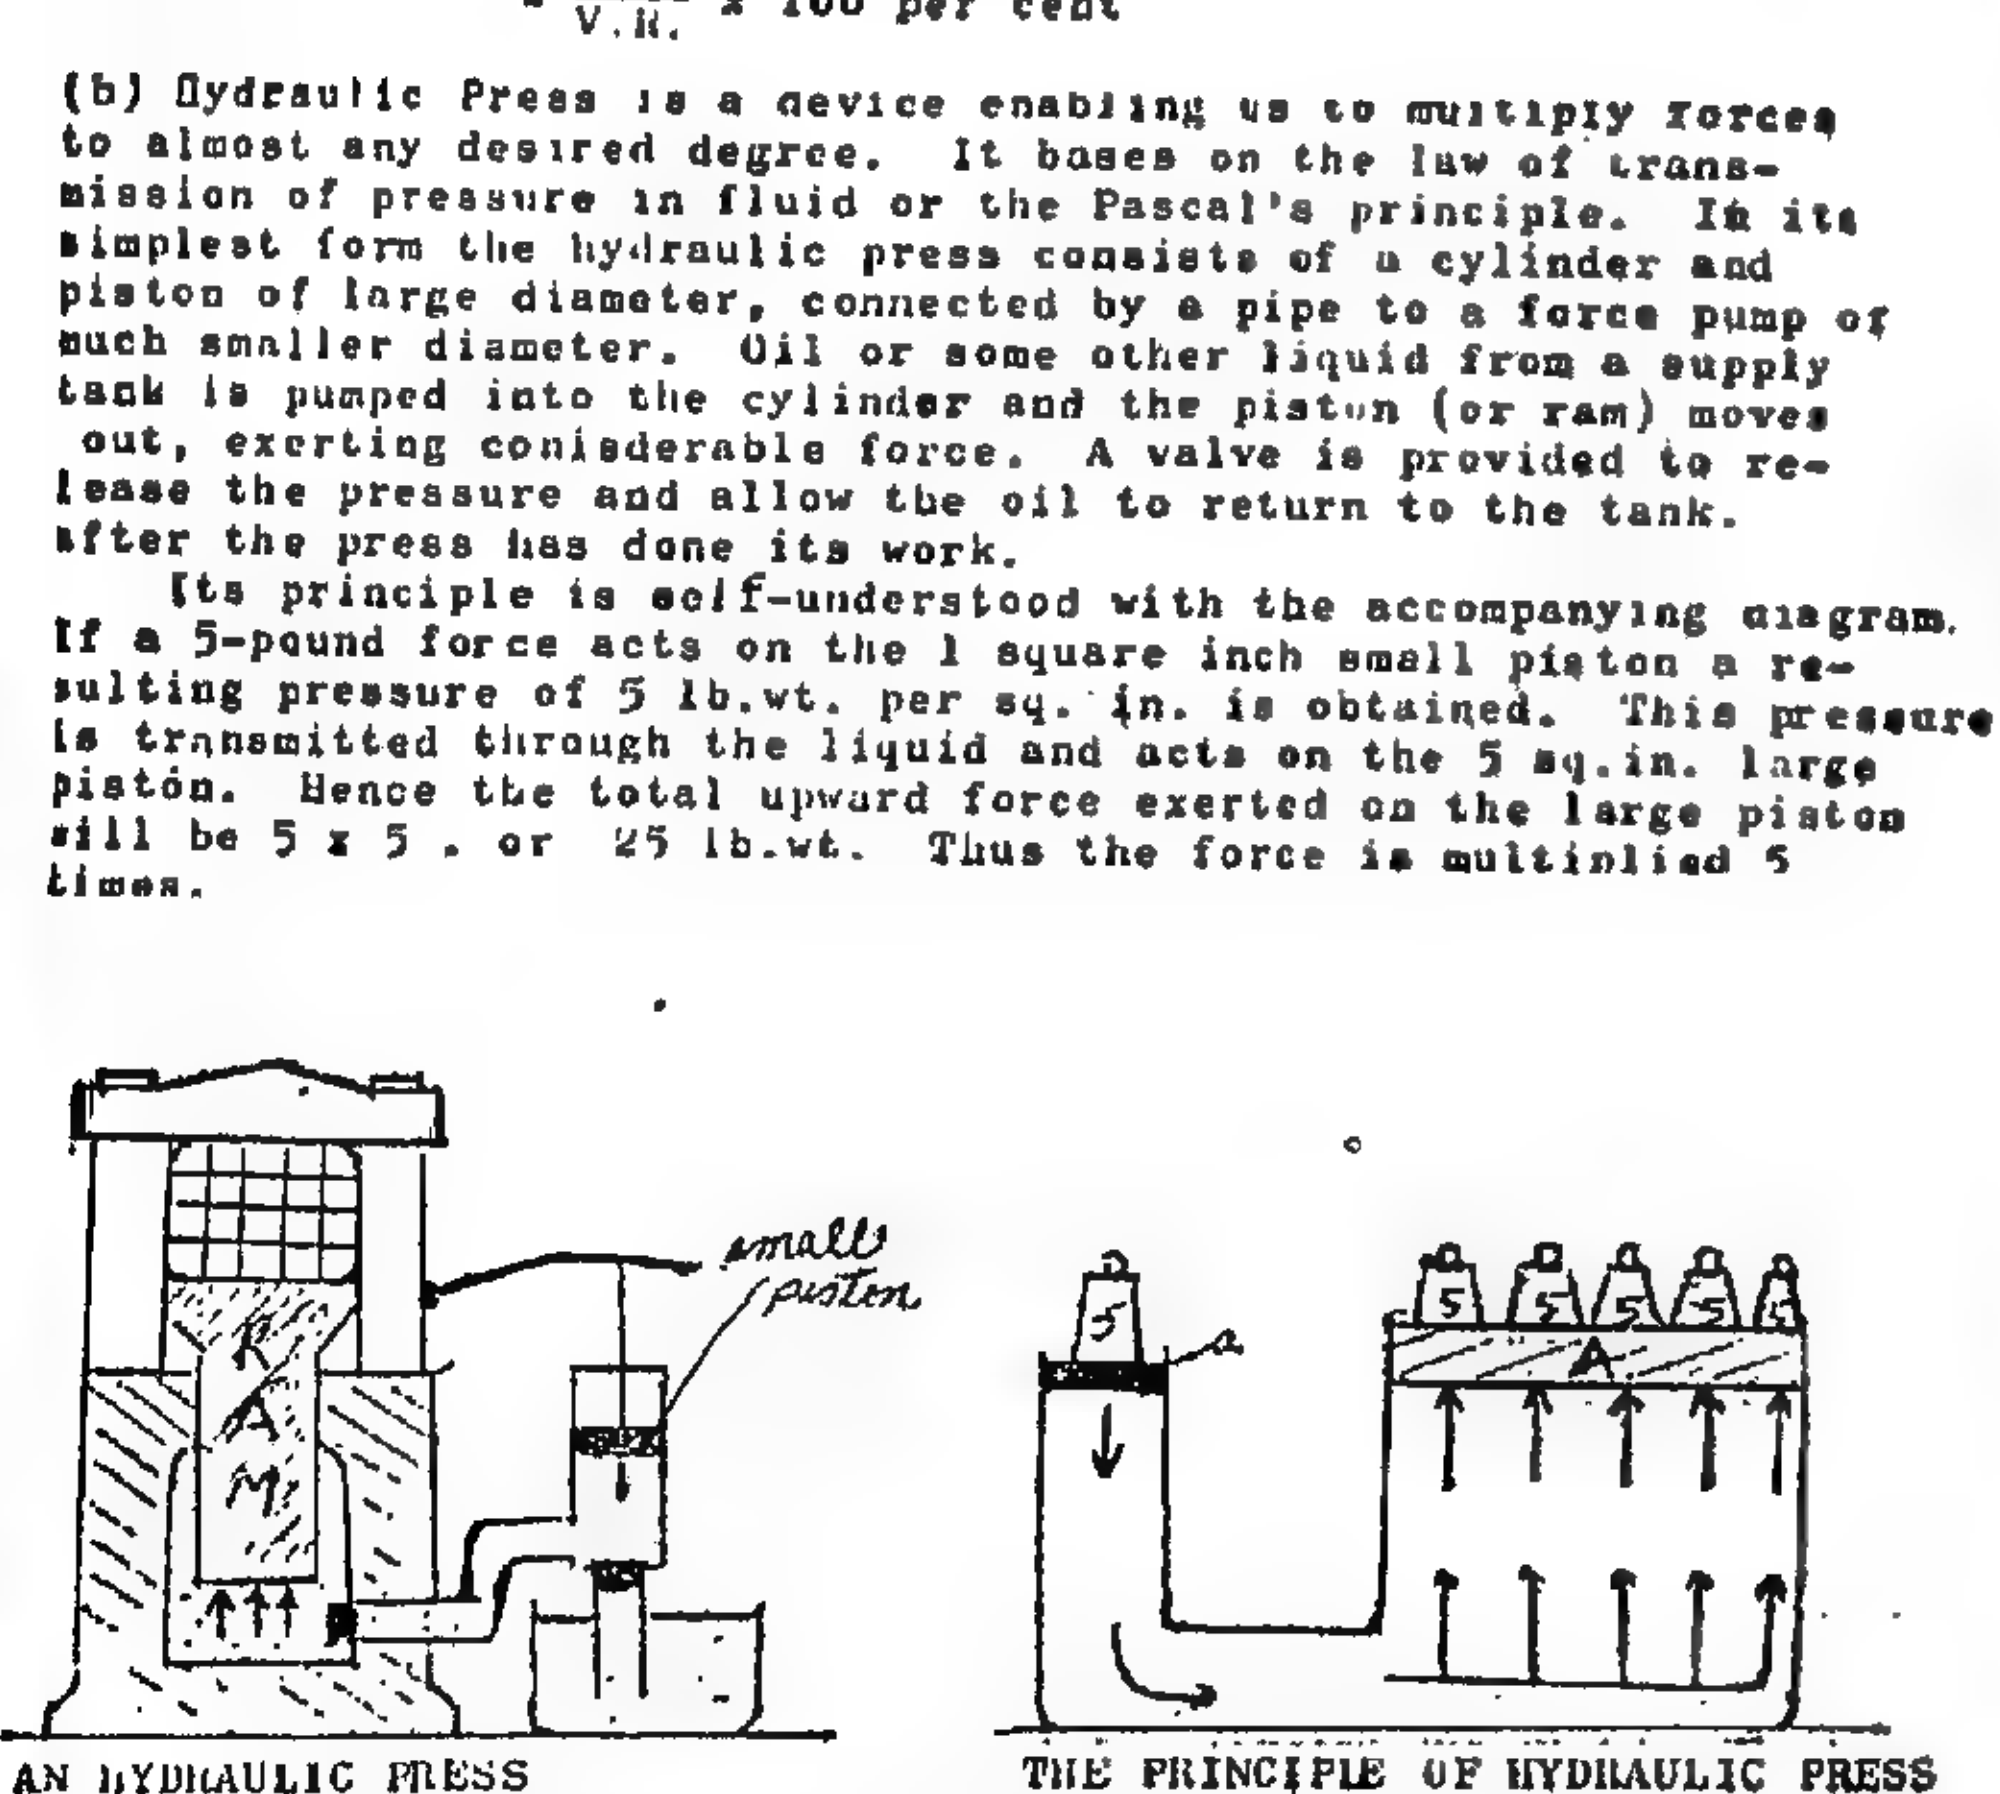 V.R. x 100 per cent
(b) Hydraulic Press is a device enabling us to multiply forces
to almost any desired degree. It bases on the law of trans-
mission of pressure in fluid or the Pascal's principle. In its
simplest form the hydraulic press consists of a cylinder and
piston of large diameter, connected by a pipe to a force pump of
much smaller diameter. Oil or some other liquid from a supply
tank is pumped into the cylinder and the piston (or ram) moves
out, exerting conisderable force. A valve is provided to re-
lease the pressure and allow the oil to return to the tank.
after the press has done its work.
Its principle is self-understood with the accompanying diagram.
If a 5-pound force acts on the 1 square inch small piston a re-
sulting pressure of 5 lb.wt. per sq. in. is obtained. This pressure
is transmitted through the liquid and acts on the 5 sq.in. large
piston. Hence the total upward force exerted on the large piston
will be 5 x 5 . or 25 lb.wt. Thus the force is multiplied 5
times.
small
piston
R
A
M
5
a
5 5 5 5 5
A
AN HYDRAULIC PRESS
THE PRINCIPLE OF HYDRAULIC PRESS